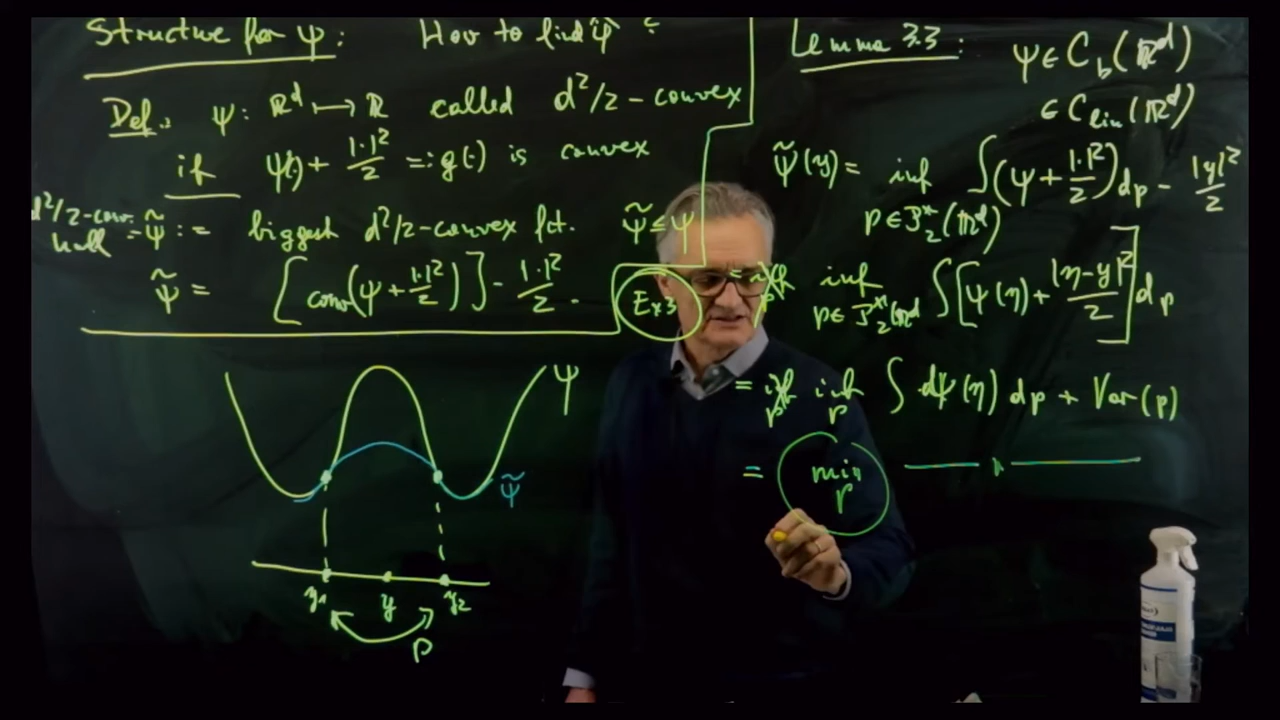 Structure for ψ: How to find ψ̃ ?
Def.: ψ: ℝ^d ↦ ℝ called d²/2-convex
if ψ(·) + |·|²/2 =: g(·) is convex
d²/2-conv. hull = ψ̃ := biggest d²/2-convex fct. ψ̃ ≤ ψ
ψ̃ = [conv(ψ + |·|²/2)] - |·|²/2 .
Ex3
ψ
ψ̃
y₁ y y₂
p
Lemma 3.3 : ψ ∈ C_b(ℝ^d)
∈ C_lin(ℝ^d)
ψ̃(y) = inf ∫(ψ + |·|²/2) dp - |y|²/2
p ∈ P₂^x(ℝ^d)
= inf ∫[ψ(η) + |η-y|²/2] dp
= inf ∫ dψ(η) dp + Var(p)
p
= min — " —
p